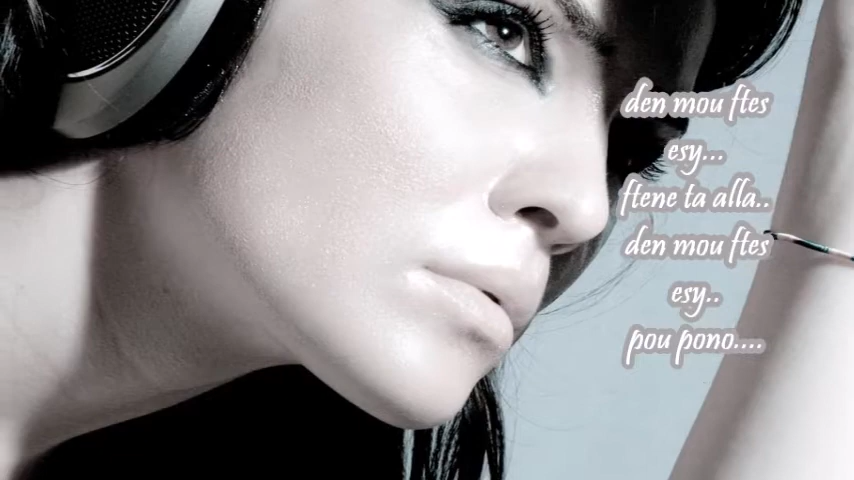 den mou ftes
esy...
ftene ta alla..
den mou ftes
esy..
pou pono....